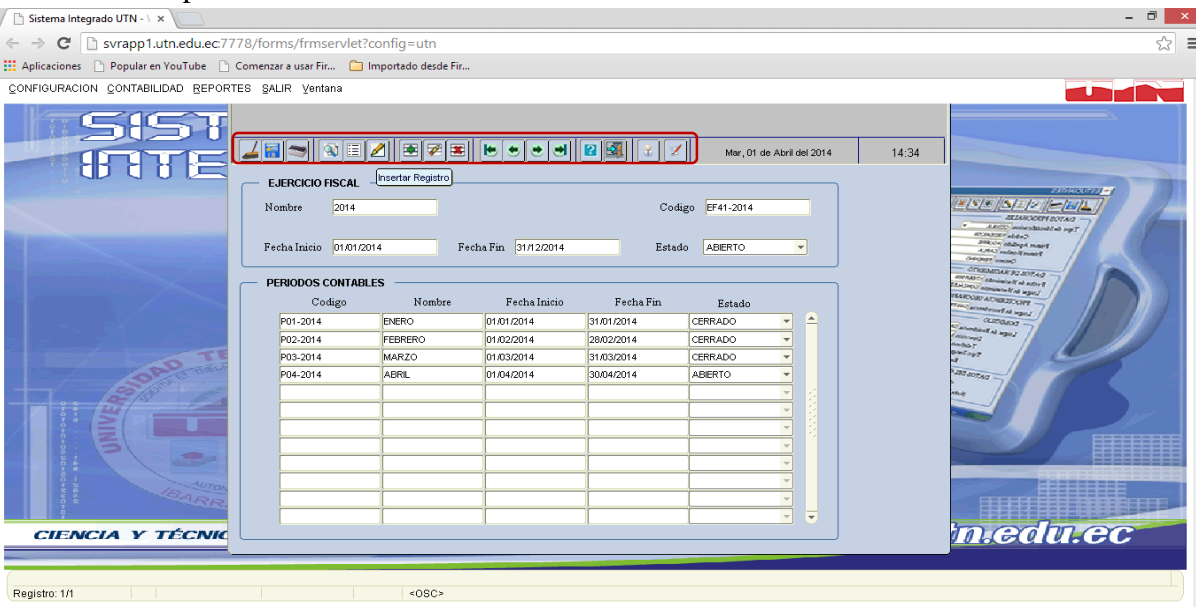 Sistema Integrado UTN - \
svrapp1.utn.edu.ec:7778/forms/frmservlet?config=utn
Aplicaciones Popular en YouTube Comenzar a usar Fir... Importado desde Fir...
CONFIGURACION CONTABILIDAD REPORTES SALIR Ventana
SIST
INTE
Mar, 01 de Abril del 2014 14:34
Insertar Registro
EJERCICIO FISCAL
Nombre 2014 Codigo EF41-2014
Fecha Inicio 01/01/2014 Fecha Fin 31/12/2014 Estado ABIERTO
PERIODOS CONTABLES
Codigo Nombre Fecha Inicio Fecha Fin Estado
P01-2014 ENERO 01/01/2014 31/01/2014 CERRADO
P02-2014 FEBRERO 01/02/2014 28/02/2014 CERRADO
P03-2014 MARZO 01/03/2014 31/03/2014 CERRADO
P04-2014 ABRIL 01/04/2014 30/04/2014 ABIERTO
CIENCIA Y TÉCNIC
n.edu.ec
Registro: 1/1 <OSC>